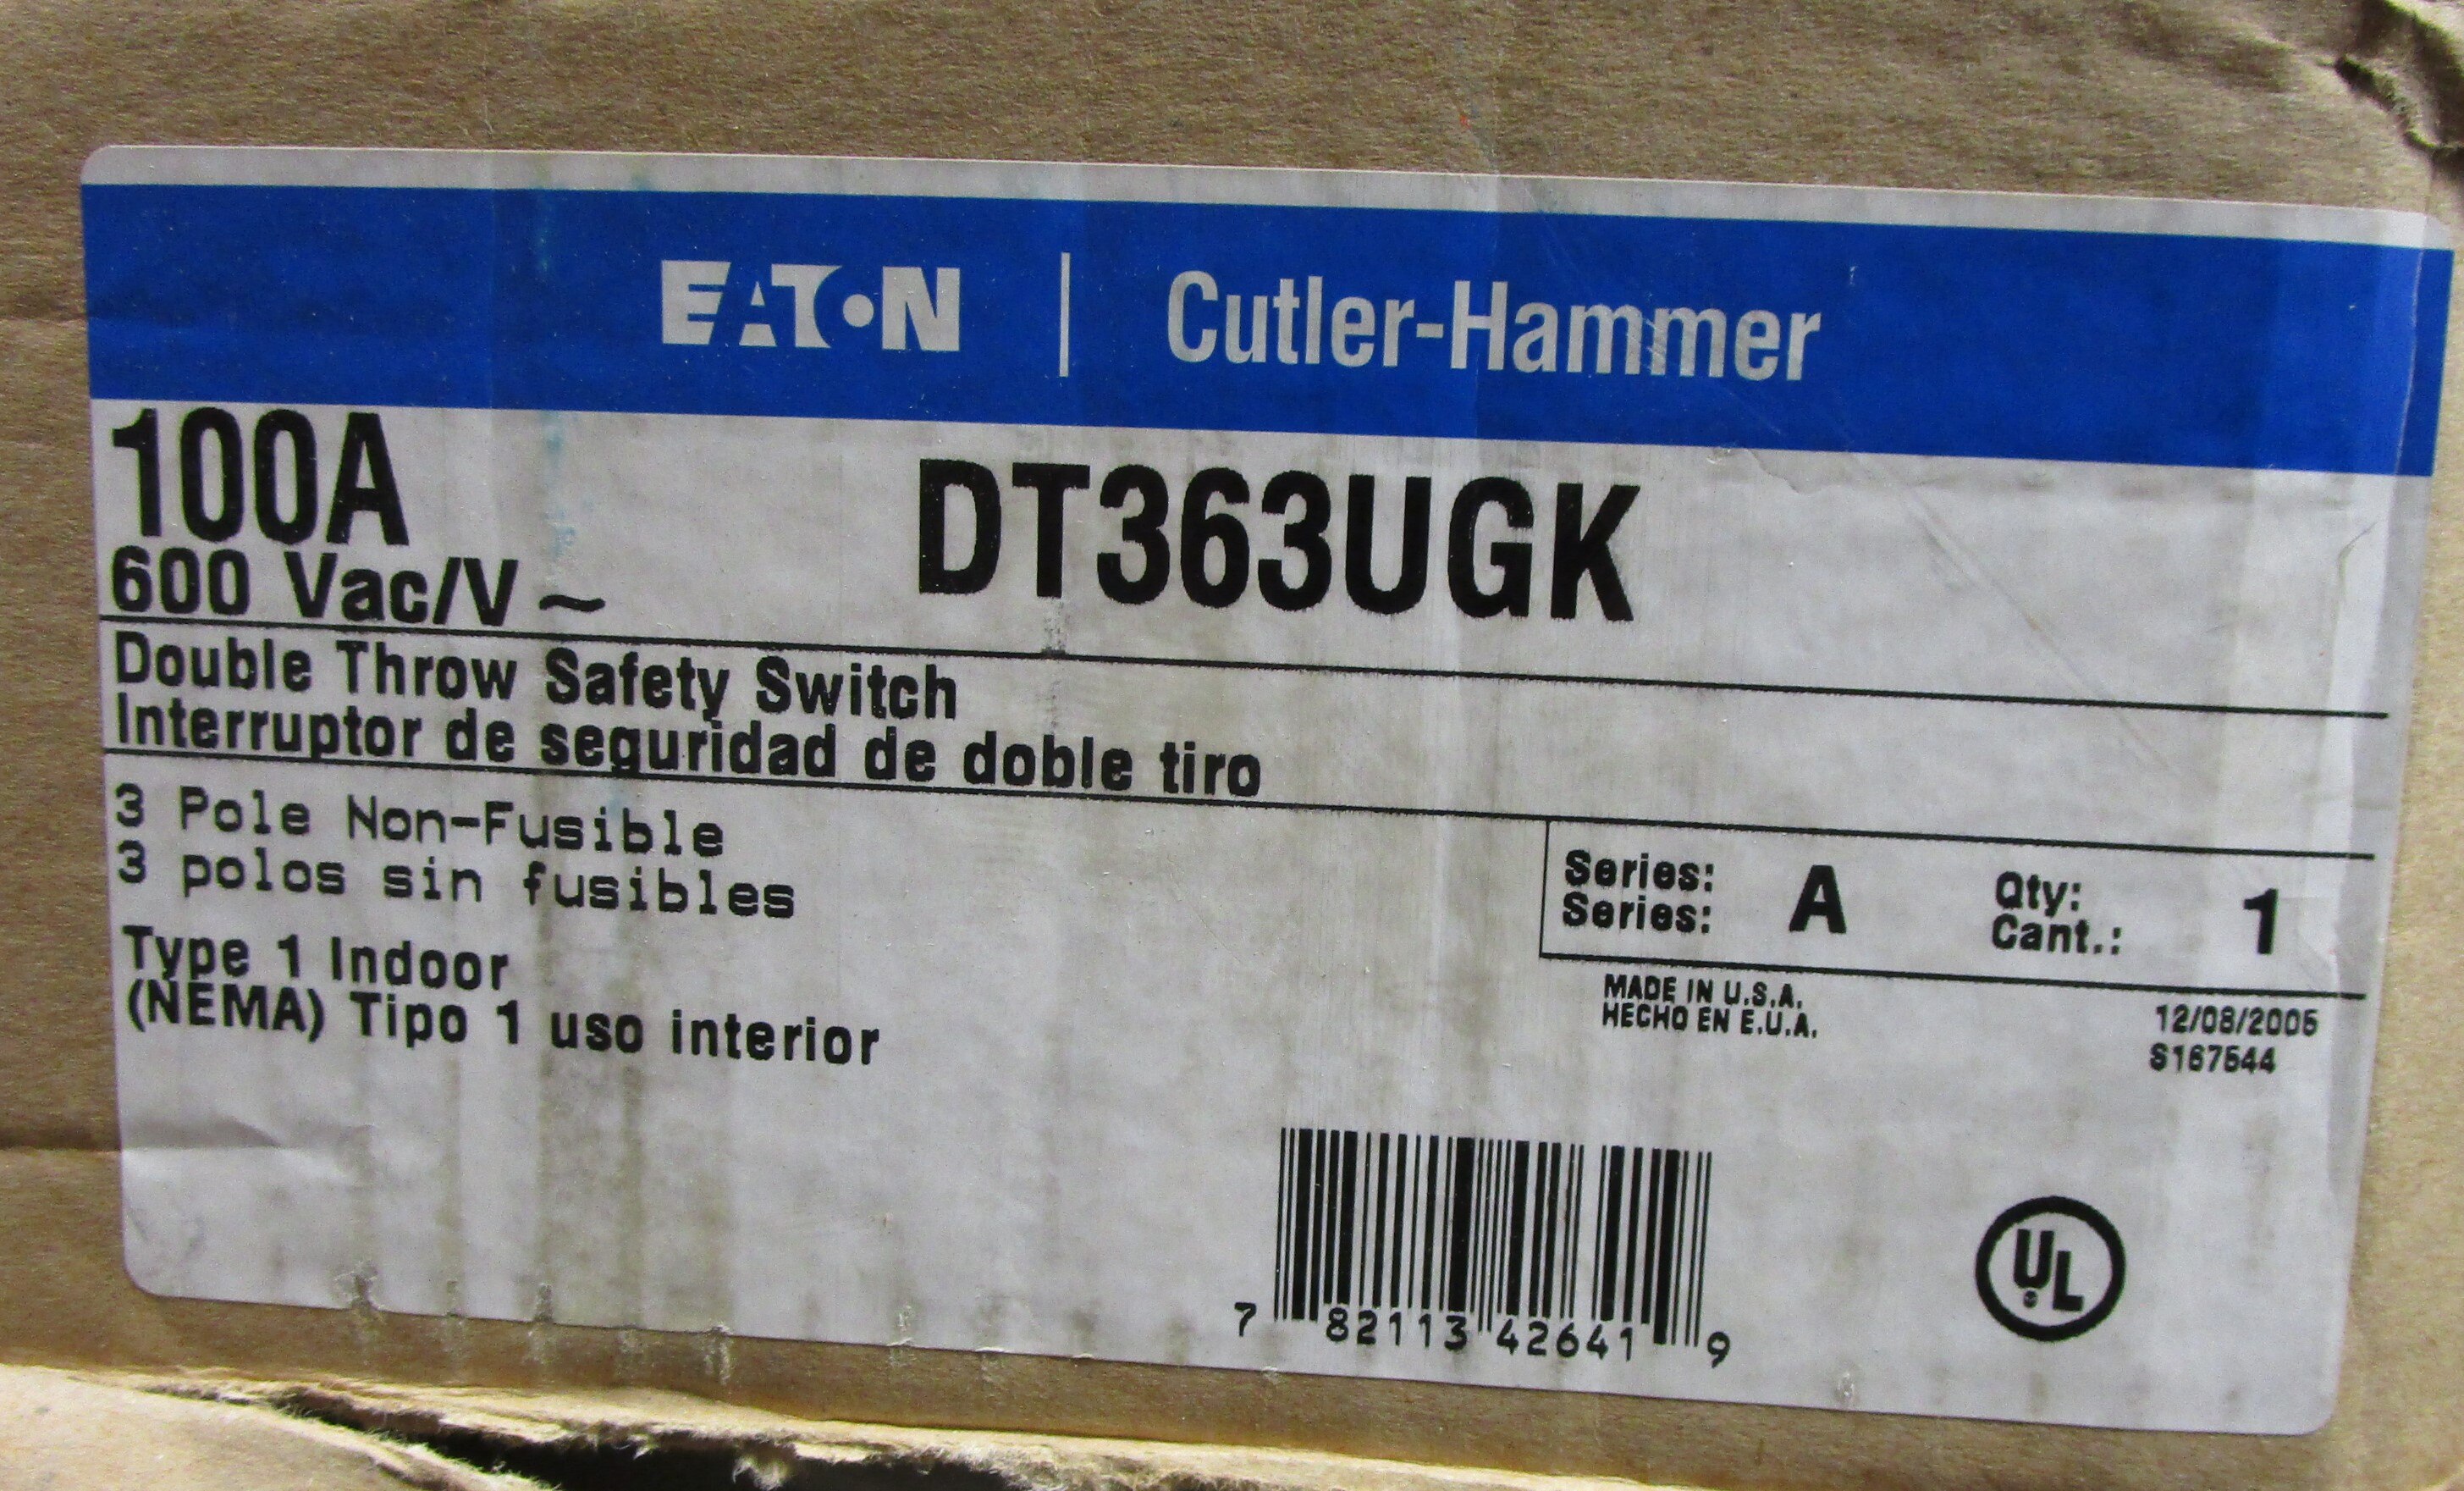 EATON | Cutler-Hammer
100A
DT363UGK
600 Vac/V ~
Double Throw Safety Switch
Interruptor de seguridad de doble tiro
3 Pole Non-Fusible
3 polos sin fusibles
Type 1 Indoor
(NEMA) Tipo 1 uso interior
Series: A Qty: 1
Series: Cant.:
MADE IN U.S.A.
HECHO EN E.U.A.
12/08/2005
S167544
7 82113 42641 9
UL